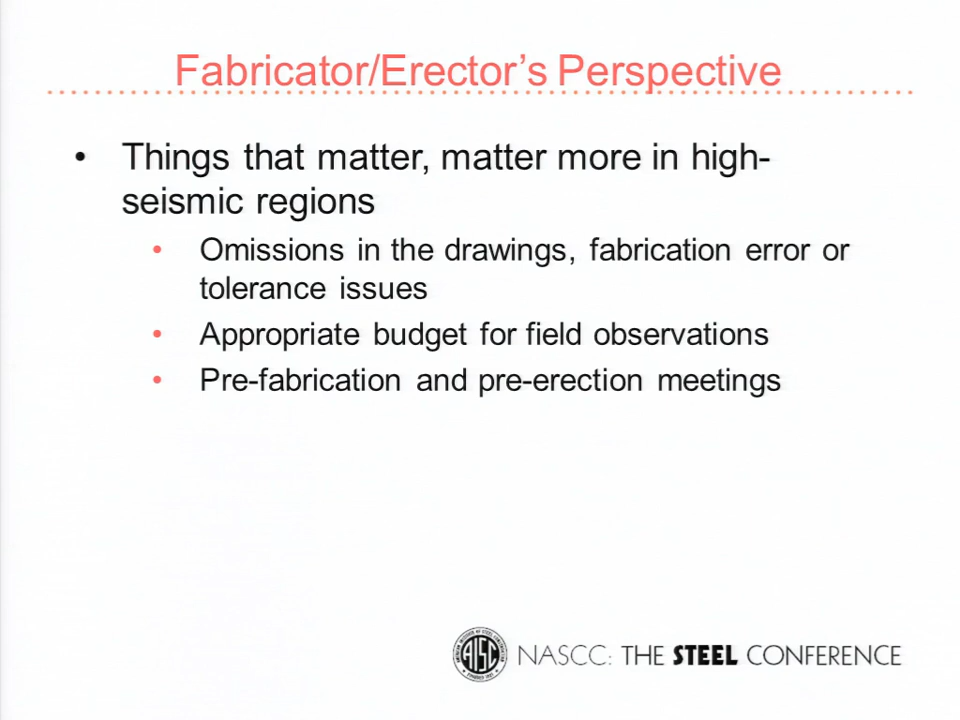 Fabricator/Erector’s Perspective
• Things that matter, matter more in high-
seismic regions
• Omissions in the drawings, fabrication error or
tolerance issues
• Appropriate budget for field observations
• Pre-fabrication and pre-erection meetings
AISC
NASCC: THE STEEL CONFERENCE